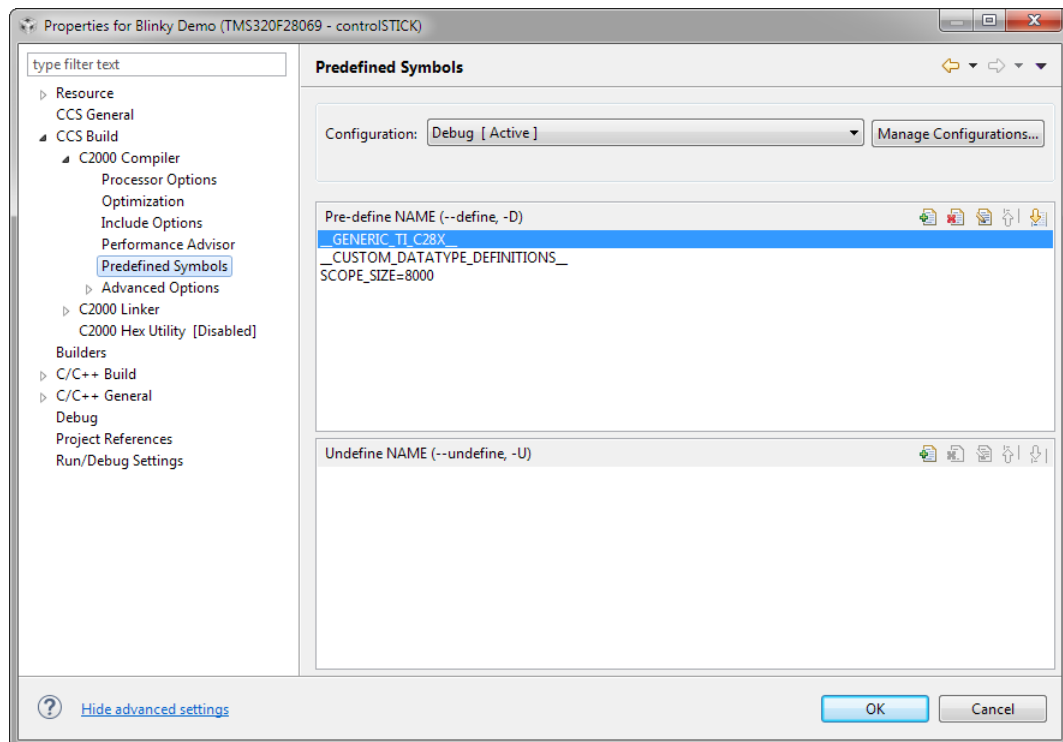 Properties for Blinky Demo (TMS320F28069 - controlSTICK)
type filter text
Resource
CCS General
CCS Build
C2000 Compiler
Processor Options
Optimization
Include Options
Performance Advisor
Predefined Symbols
Advanced Options
C2000 Linker
C2000 Hex Utility [Disabled]
Builders
C/C++ Build
C/C++ General
Debug
Project References
Run/Debug Settings
Predefined Symbols
Configuration: Debug [ Active ] Manage Configurations...
Pre-define NAME (--define, -D)
__GENERIC_TI_C28X__
__CUSTOM_DATATYPE_DEFINITIONS__
SCOPE_SIZE=8000
Undefine NAME (--undefine, -U)
? Hide advanced settings
OK Cancel